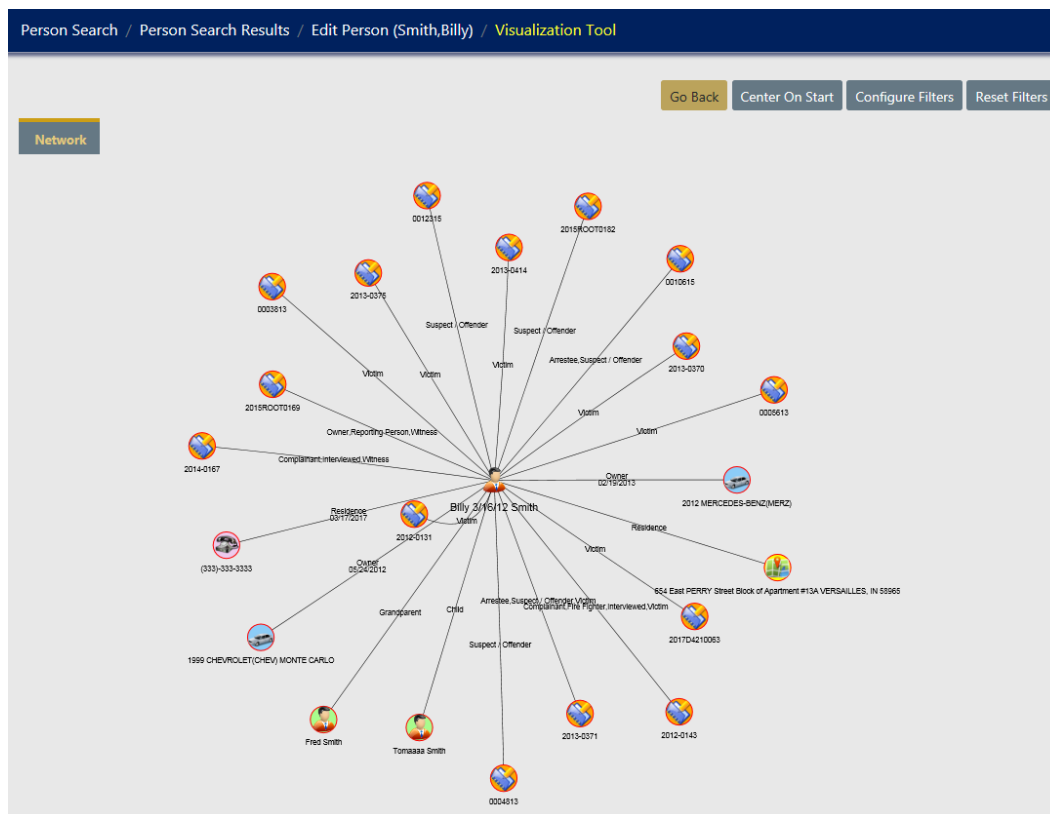 Person Search / Person Search Results / Edit Person (Smith,Billy) / Visualization Tool
Go Back
Center On Start
Configure Filters
Reset Filters
Network
0012315
2015ROOT0182
2013-0414
0010615
2013-0375
0003813
Suspect / Offender
Suspect / Offender
Arrestee,Suspect / Offender
2013-0370
Victim
Victim
Victim
2015ROOT0169
Victim
0005613
Owner,Reporting Person,Witness
Victim
Complainant,Interviewed,Witness
2014-0167
Owner
02/19/2013
2012 MERCEDES-BENZ(MERZ)
Billy 3/16/12 Smith
Residence
03/17/2017
Victim
2012-0131
Residence
Victim
(333)-333-3333
Owner
05/24/2012
654 East PERRY Street Block of Apartment #13A VERSAILLES, IN 58965
Arrestee,Suspect / Offender,Victim
Complainant,Fire Fighter,Interviewed,Victim
Grandparent
Child
2017D4210063
Suspect / Offender
1999 CHEVROLET(CHEV) MONTE CARLO
2013-0371
2012-0143
Fred Smith
Tomaaaa Smith
0004813